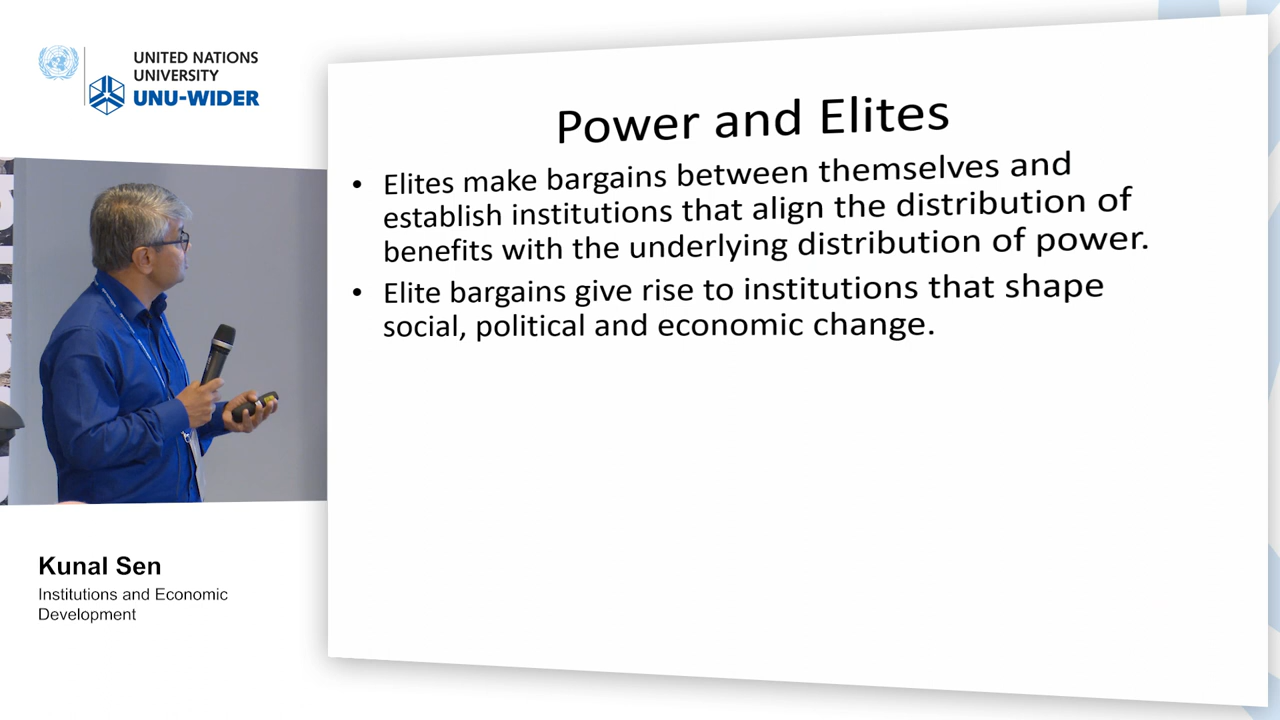 UNITED NATIONS
UNIVERSITY
UNU-WIDER
Power and Elites
• Elites make bargains between themselves and
establish institutions that align the distribution of
benefits with the underlying distribution of power.
• Elite bargains give rise to institutions that shape
social, political and economic change.
Kunal Sen
Institutions and Economic
Development